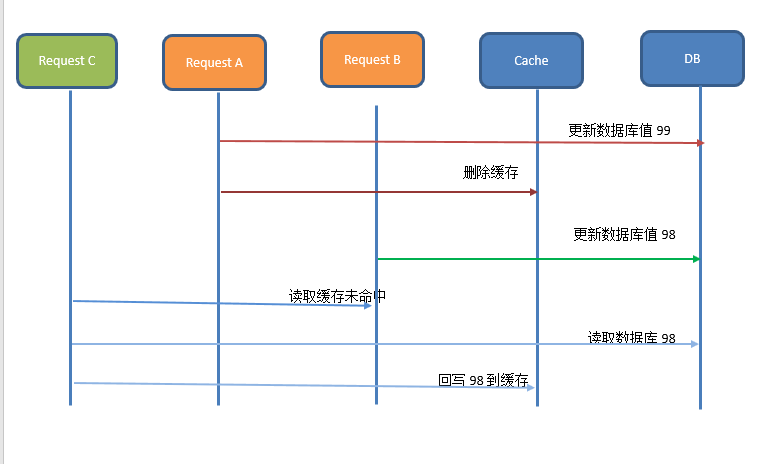 Request C
Request A
Request B
Cache
DB
更新数据库值 99
删除缓存
更新数据库值 98
读取缓存未命中
读取数据库 98
回写 98 到缓存